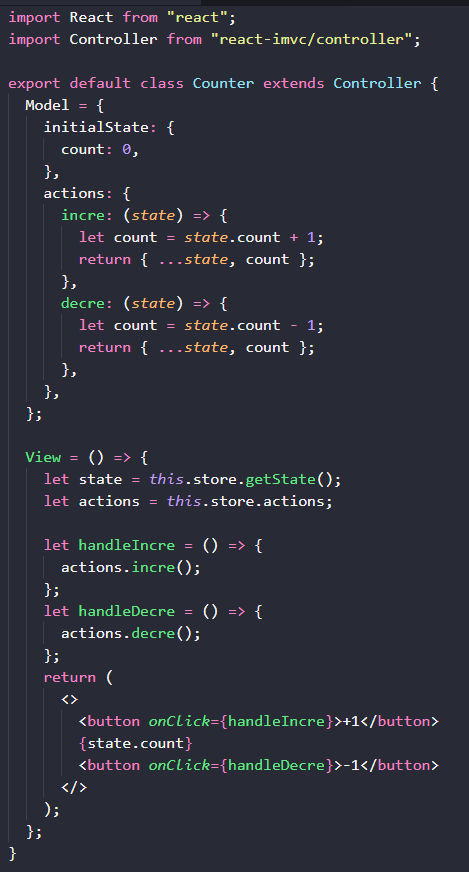 import React from "react";
import Controller from "react-imvc/controller";

export default class Counter extends Controller {
  Model = {
    initialState: {
      count: 0,
    },
    actions: {
      incre: (state) => {
        let count = state.count + 1;
        return { ...state, count };
      },
      decre: (state) => {
        let count = state.count - 1;
        return { ...state, count };
      },
    },
  };

  View = () => {
    let state = this.store.getState();
    let actions = this.store.actions;

    let handleIncre = () => {
      actions.incre();
    };
    let handleDecre = () => {
      actions.decre();
    };
    return (
      <>
        <button onClick={handleIncre}>+1</button>
        {state.count}
        <button onClick={handleDecre}>-1</button>
      </>
    );
  };
}